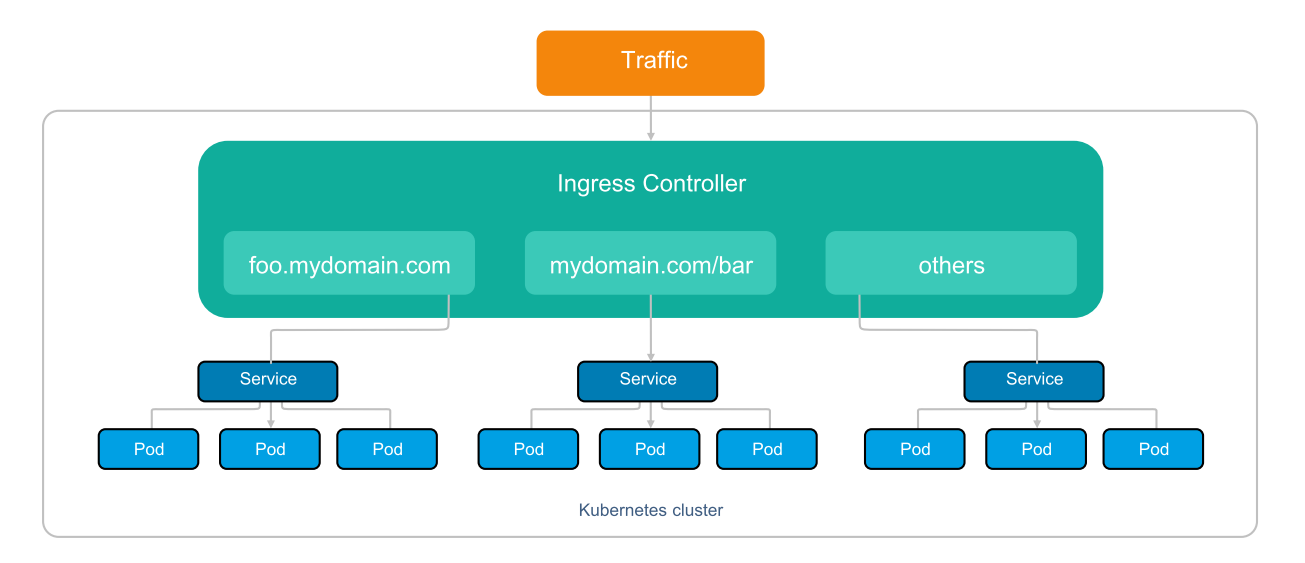 Traffic
Ingress Controller
foo.mydomain.com
mydomain.com/bar
others
Service
Service
Service
Pod
Pod
Pod
Pod
Pod
Pod
Pod
Pod
Pod
Kubernetes cluster